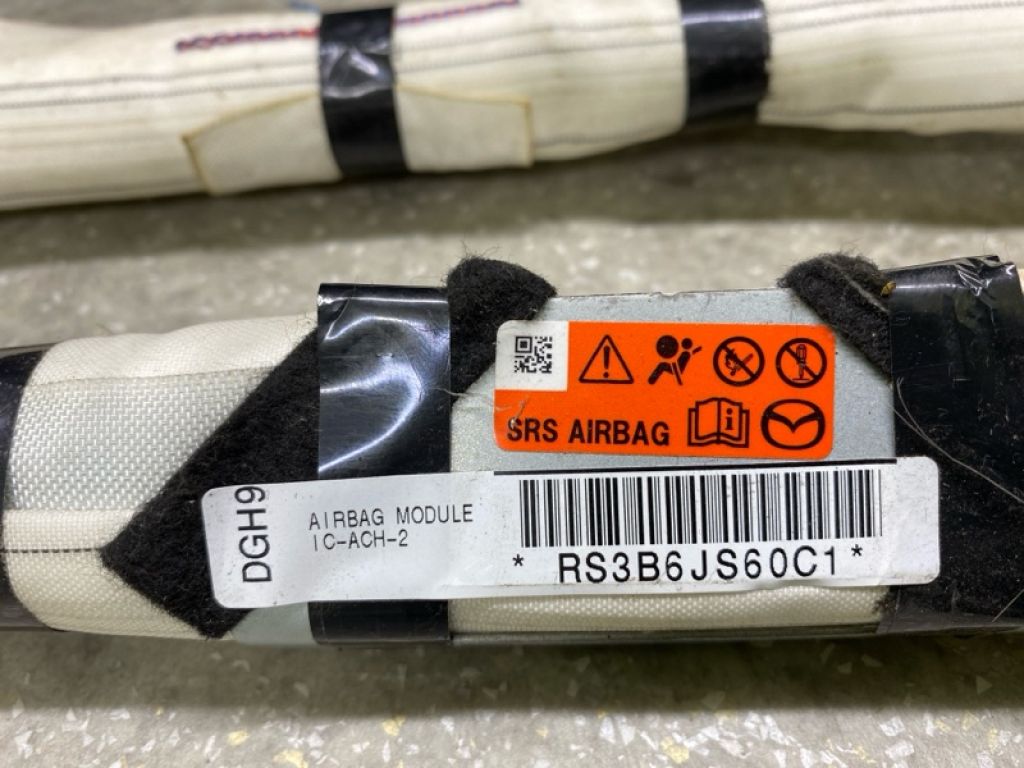 SRS AIRBAG
DGH9
AIRBAG MODULE
IC-ACH-2
* RS3B6JS60C1 *